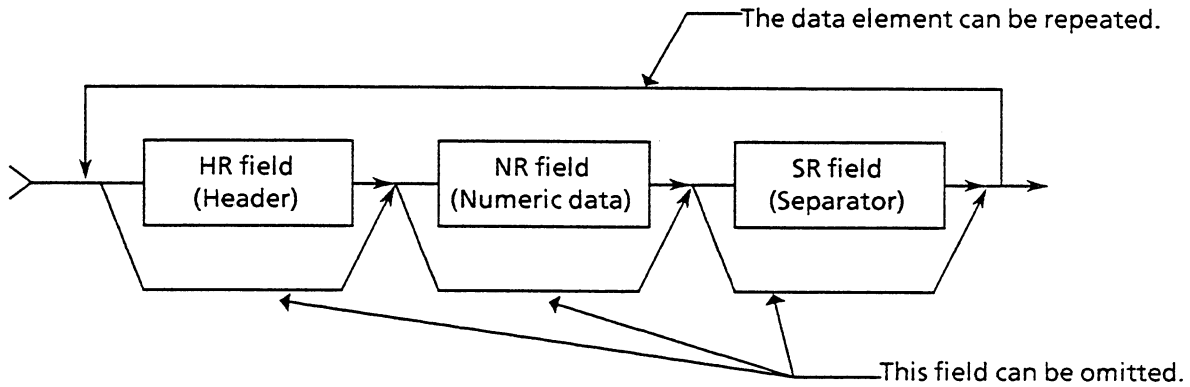 The data element can be repeated.
HR field
(Header)
NR field
(Numeric data)
SR field
(Separator)
This field can be omitted.